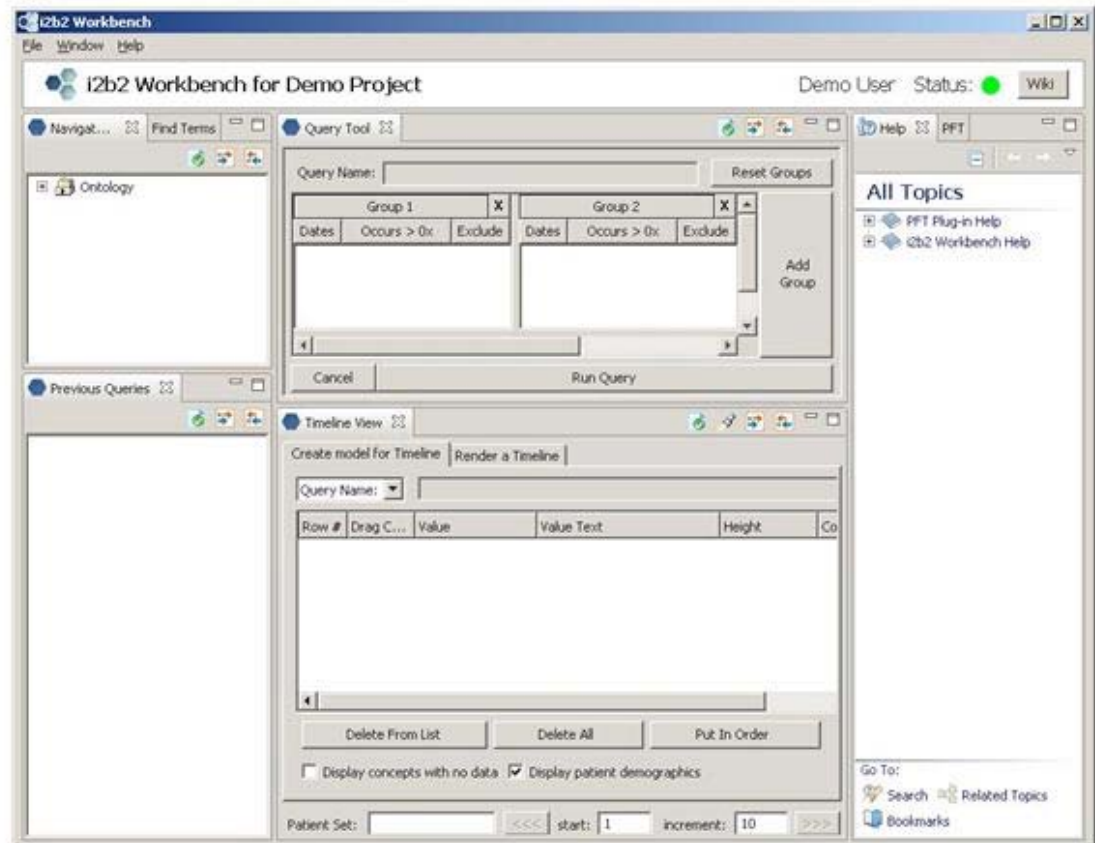 i2b2 Workbench
File Window Help
i2b2 Workbench for Demo Project
Demo User Status: Wiki
Navigat... Find Terms
Ontology
Previous Queries
Query Tool
Query Name: Reset Groups
Group 1 X Group 2 X
Dates Occurs > 0x Exclude Dates Occurs > 0x Exclude
Add
Group
Cancel Run Query
Timeline View
Create model for Timeline Render a Timeline
Query Name:
Row # Drag C... Value Value Text Height Co
Delete From List Delete All Put In Order
Display concepts with no data Display patient demographics
Patient Set: <<< start: 1 increment: 10 >>>
Help PFT
All Topics
PFT Plug-in Help
i2b2 Workbench Help
Go To:
Search Related Topics
Bookmarks